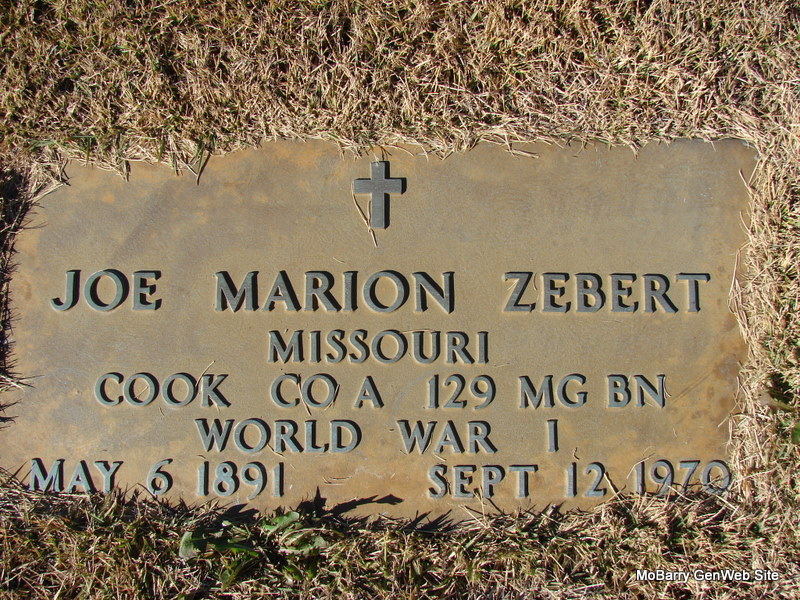 JOE MARION ZEBERT
MISSOURI
COOK CO A 129 MG BN
WORLD WAR I
MAY 6 1891 SEPT 12 1970
MoBarry GenWeb Site